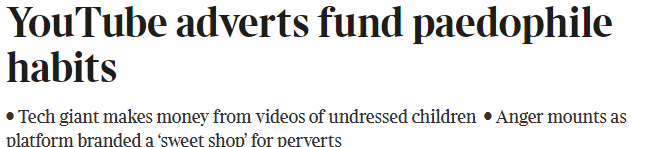 YouTube adverts fund paedophile
habits
• Tech giant makes money from videos of undressed children • Anger mounts as
platform branded a ‘sweet shop’ for perverts